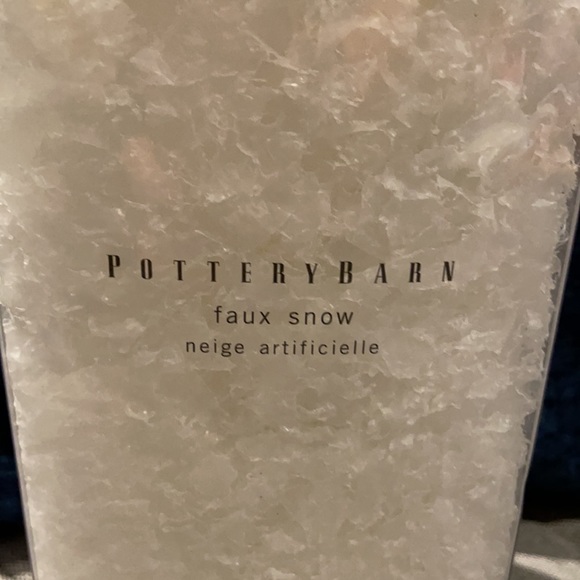 POTTERYBARN
faux snow
neige artificielle